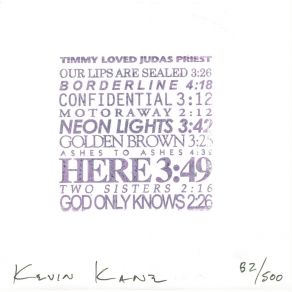 TIMMY LOVED JUDAS PRIEST
OUR LIPS ARE SEALED 3:26
BORDERLINE 4:18
CONFIDENTIAL 3:12
MOTORAWAY 2:12
NEON LIGHTS 3:42
GOLDEN BROWN 3:25
ASHES TO ASHES 4:38
HERE 3:49
TWO SISTERS 2:16
GOD ONLY KNOWS 2:26
KEVIN KANE 82/500